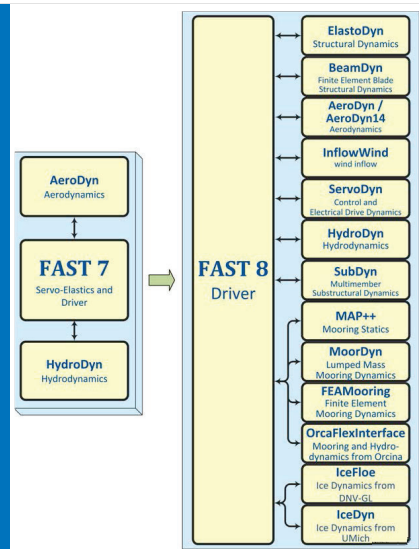 AeroDyn
Aerodynamics
FAST 7
Servo-Elastics and
Driver
HydroDyn
Hydrodynamics
FAST 8
Driver
ElastoDyn
Structural Dynamics
BeamDyn
Finite Element Blade
Structural Dynamics
AeroDyn /
AeroDyn14
Aerodynamics
InflowWind
wind inflow
ServoDyn
Control and
Electrical Drive Dynamics
HydroDyn
Hydrodynamics
SubDyn
Multimember
Substructural Dynamics
MAP++
Mooring Statics
MoorDyn
Lumped Mass
Mooring Dynamics
FEAMooring
Finite Element
Mooring Dynamics
OrcaFlexInterface
Mooring and Hydro-
dynamics from Orcina
IceFloe
Ice Dynamics from
DNV-GL
IceDyn
Ice Dynamics from
UMich